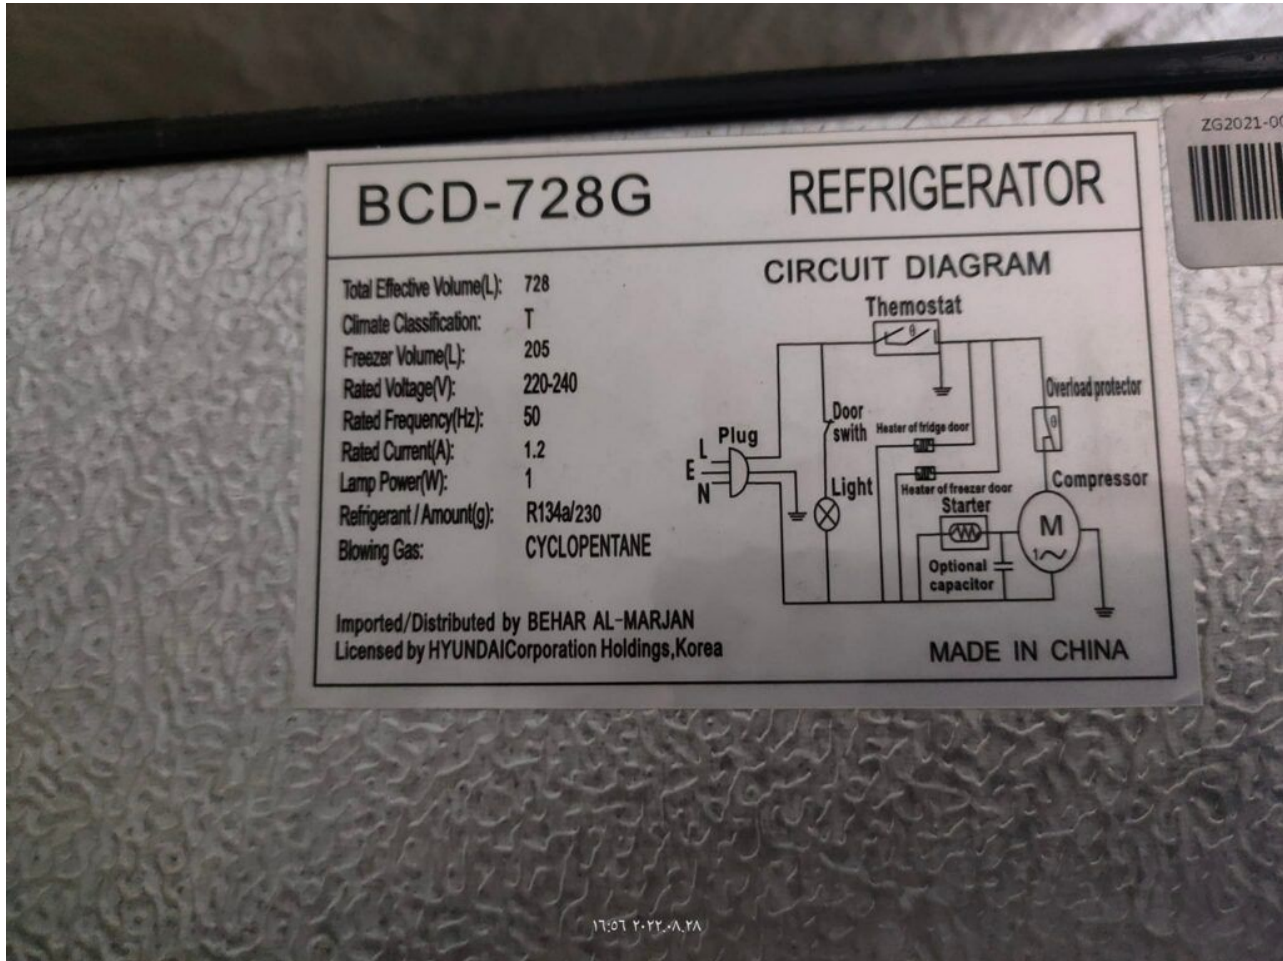 ZG2021-00
BCD-728G
REFRIGERATOR
Total Effective Volume(L): 728
Climate Classification: T
Freezer Volume(L): 205
Rated Voltage(V): 220-240
Rated Frequency(Hz): 50
Rated Current(A): 1.2
Lamp Power(W): 1
Refrigerant / Amount(g): R134a/230
Blowing Gas: CYCLOPENTANE
Imported/Distributed by BEHAR AL-MARJAN
Licensed by HYUNDAICorporation Holdings,Korea
CIRCUIT DIAGRAM
Themostat
θ
Overload protector
θ
Door
swith
Heater of fridge door
Plug
L
E
N
Light
Heater of freezer door
Compressor
Starter
M
1~
Optional
capacitor
MADE IN CHINA
١٦:٥٦ ٢٠٢٢.٠٨.٢٨